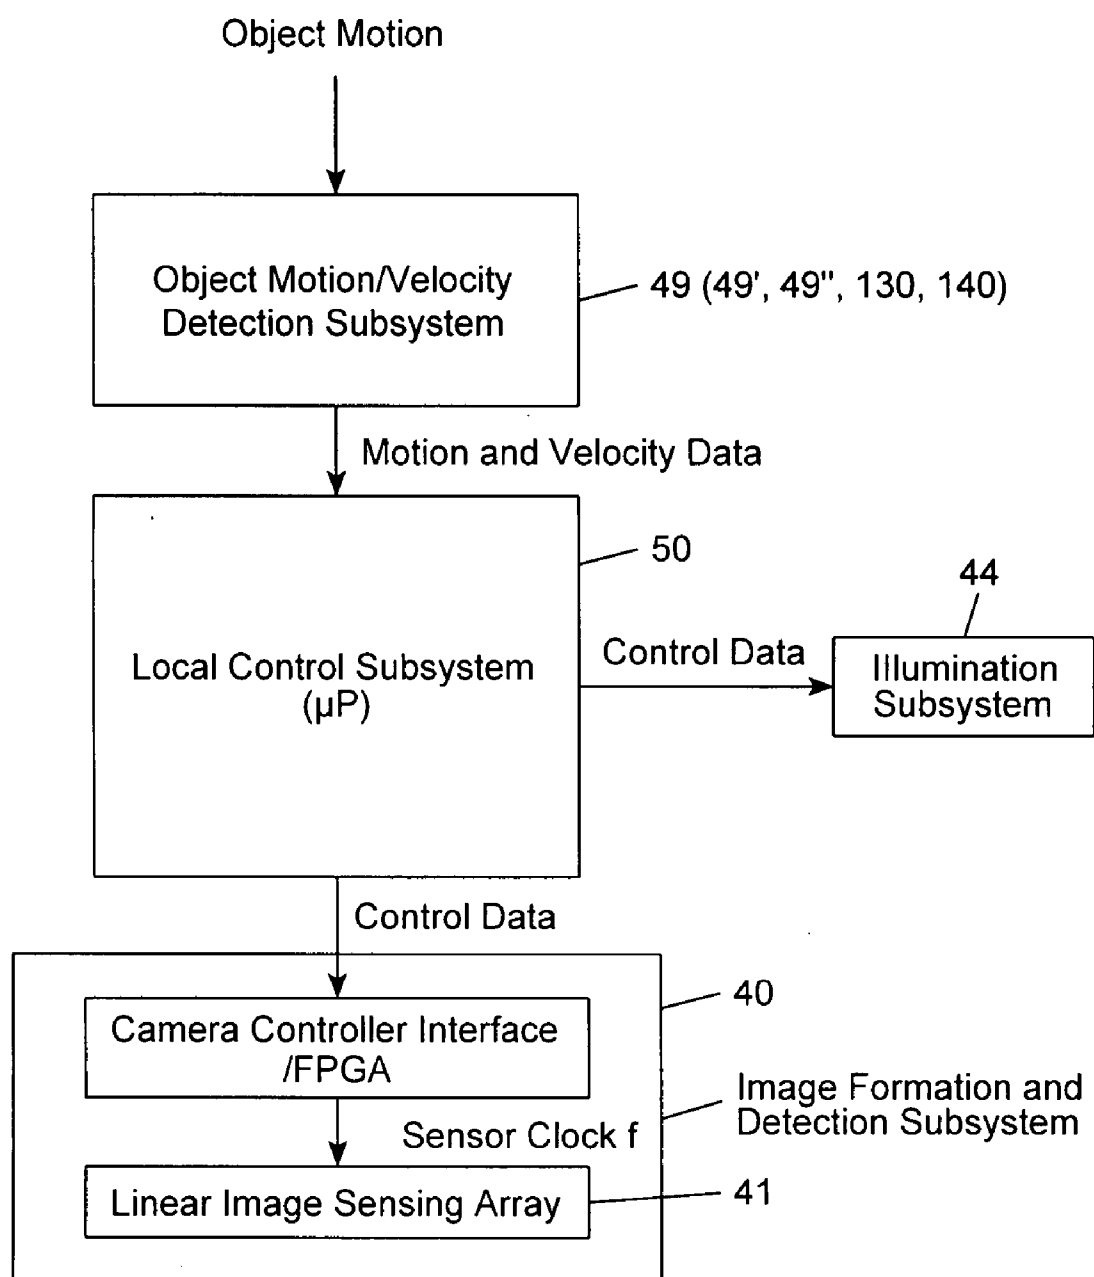 Object Motion
Object Motion/Velocity
Detection Subsystem
49 (49', 49", 130, 140)
Motion and Velocity Data
50
44
Local Control Subsystem
(µP)
Control Data
Illumination
Subsystem
Control Data
40
Camera Controller Interface
/FPGA
Image Formation and
Detection Subsystem
Sensor Clock f
Linear Image Sensing Array
41